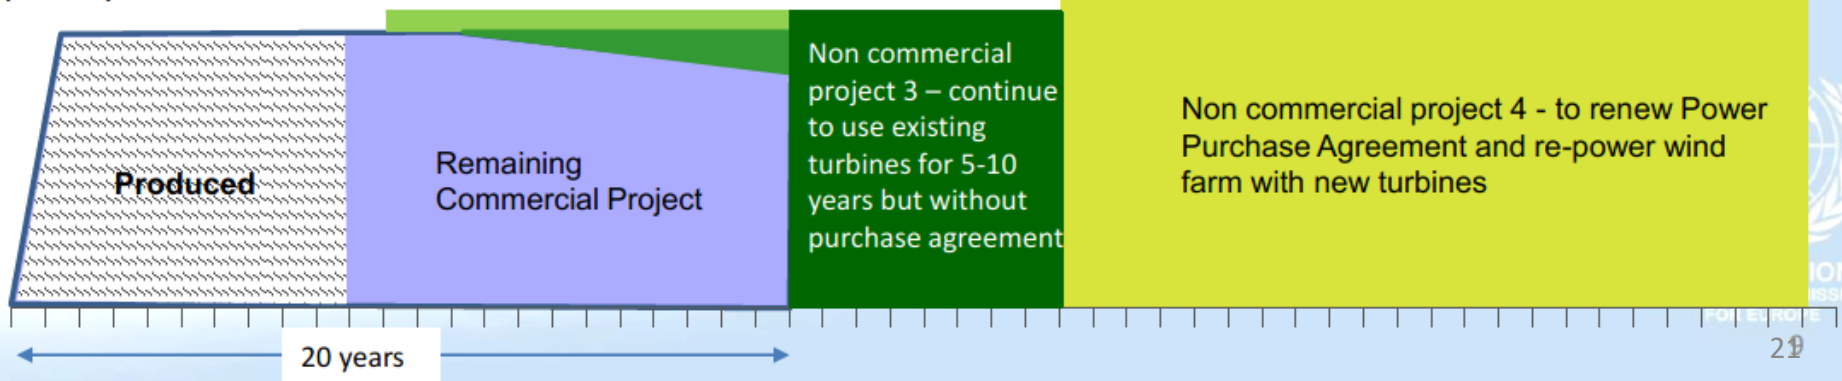 Non commercial
project 3 – continue
to use existing
turbines for 5-10
years but without
purchase agreement
Non commercial project 4 - to renew Power
Purchase Agreement and re-power wind
farm with new turbines
Produced
Remaining
Commercial Project
FOR EUROPE
20 years